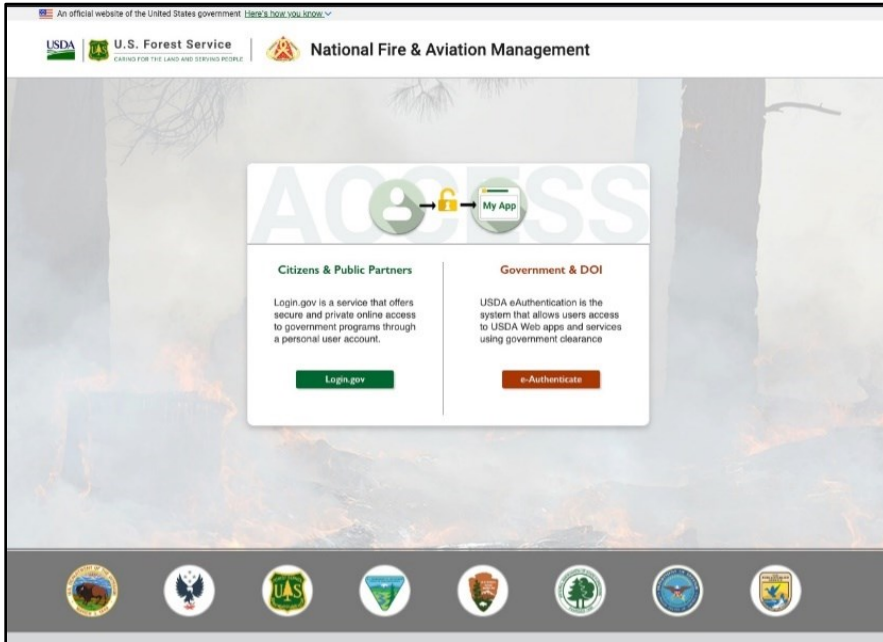 An official website of the United States government Here's how you know
USDA
UAS
U.S. Forest Service
CARING FOR THE LAND AND SERVING PEOPLE
National Fire & Aviation Management
ACCESS
My App
Citizens & Public Partners
Login.gov is a service that offers
secure and private online access
to government programs through
a personal user account.
Login.gov
Government & DOI
USDA eAuthentication is the
system that allows users access
to USDA Web apps and services
using government clearance
e-Authenticate
UAS